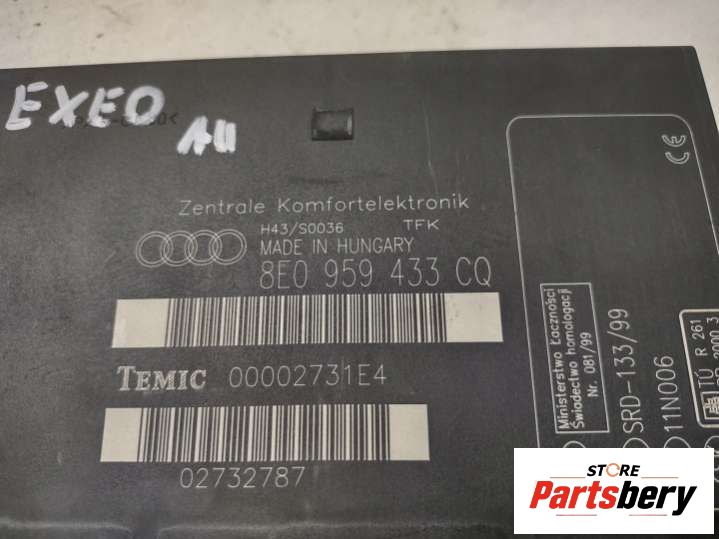 EXEO
AU
Zentrale Komfortelektronik
H43/S0036 TFK
MADE IN HUNGARY
8E0 959 433 CQ
TEMIC 00002731E4
02732787
CE
Ministerstwo Łączności
Świadectwo homologacji
Nr. 081/99
SRD-133/99
11N006
TÚ R 261
STORE
Partsbery